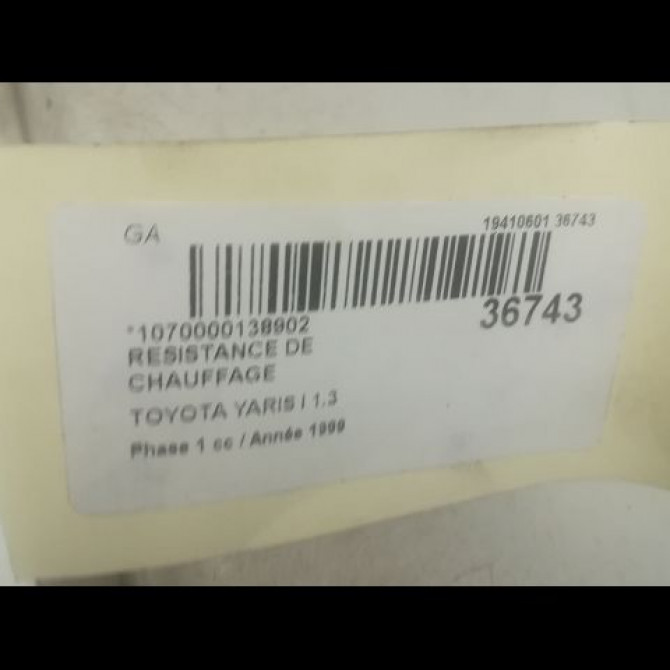 GA
19410601 36743
*1070000138902
36743
RESISTANCE DE
CHAUFFAGE
TOYOTA YARIS I 1.3
Phase 1 cc / Année 1999